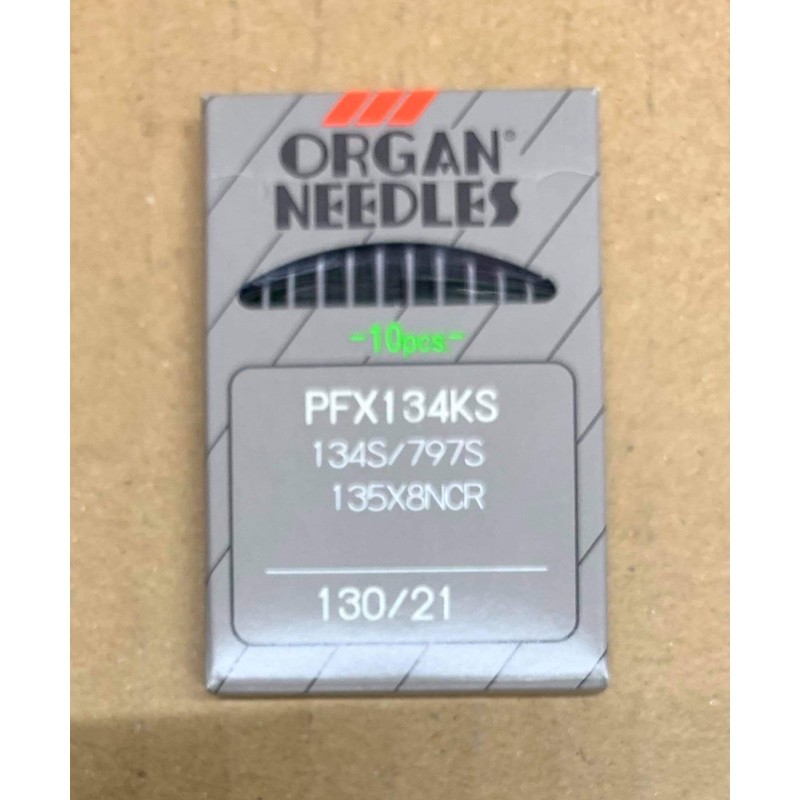 ORGAN®
NEEDLES
-10pcs-
PFX134KS
134S/797S
135X8NCR
130/21